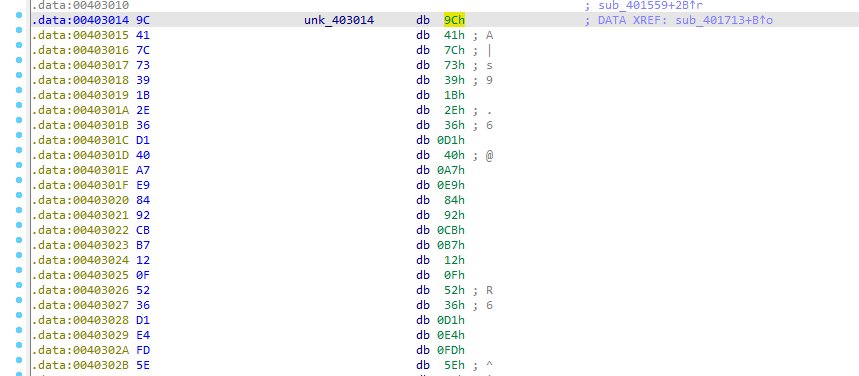 .data:00403010 ; sub_401559+2B↑r
.data:00403014 9C unk_403014 db 9Ch ; DATA XREF: sub_401713+B↑o
.data:00403015 41 db 41h ; A
.data:00403016 7C db 7Ch ; |
.data:00403017 73 db 73h ; s
.data:00403018 39 db 39h ; 9
.data:00403019 1B db 1Bh
.data:0040301A 2E db 2Eh ; .
.data:0040301B 36 db 36h ; 6
.data:0040301C D1 db 0D1h
.data:0040301D 40 db 40h ; @
.data:0040301E A7 db 0A7h
.data:0040301F E9 db 0E9h
.data:00403020 84 db 84h
.data:00403021 92 db 92h
.data:00403022 CB db 0CBh
.data:00403023 B7 db 0B7h
.data:00403024 12 db 12h
.data:00403025 0F db 0Fh
.data:00403026 52 db 52h ; R
.data:00403027 36 db 36h ; 6
.data:00403028 D1 db 0D1h
.data:00403029 E4 db 0E4h
.data:0040302A FD db 0FDh
.data:0040302B 5E db 5Eh ; ^